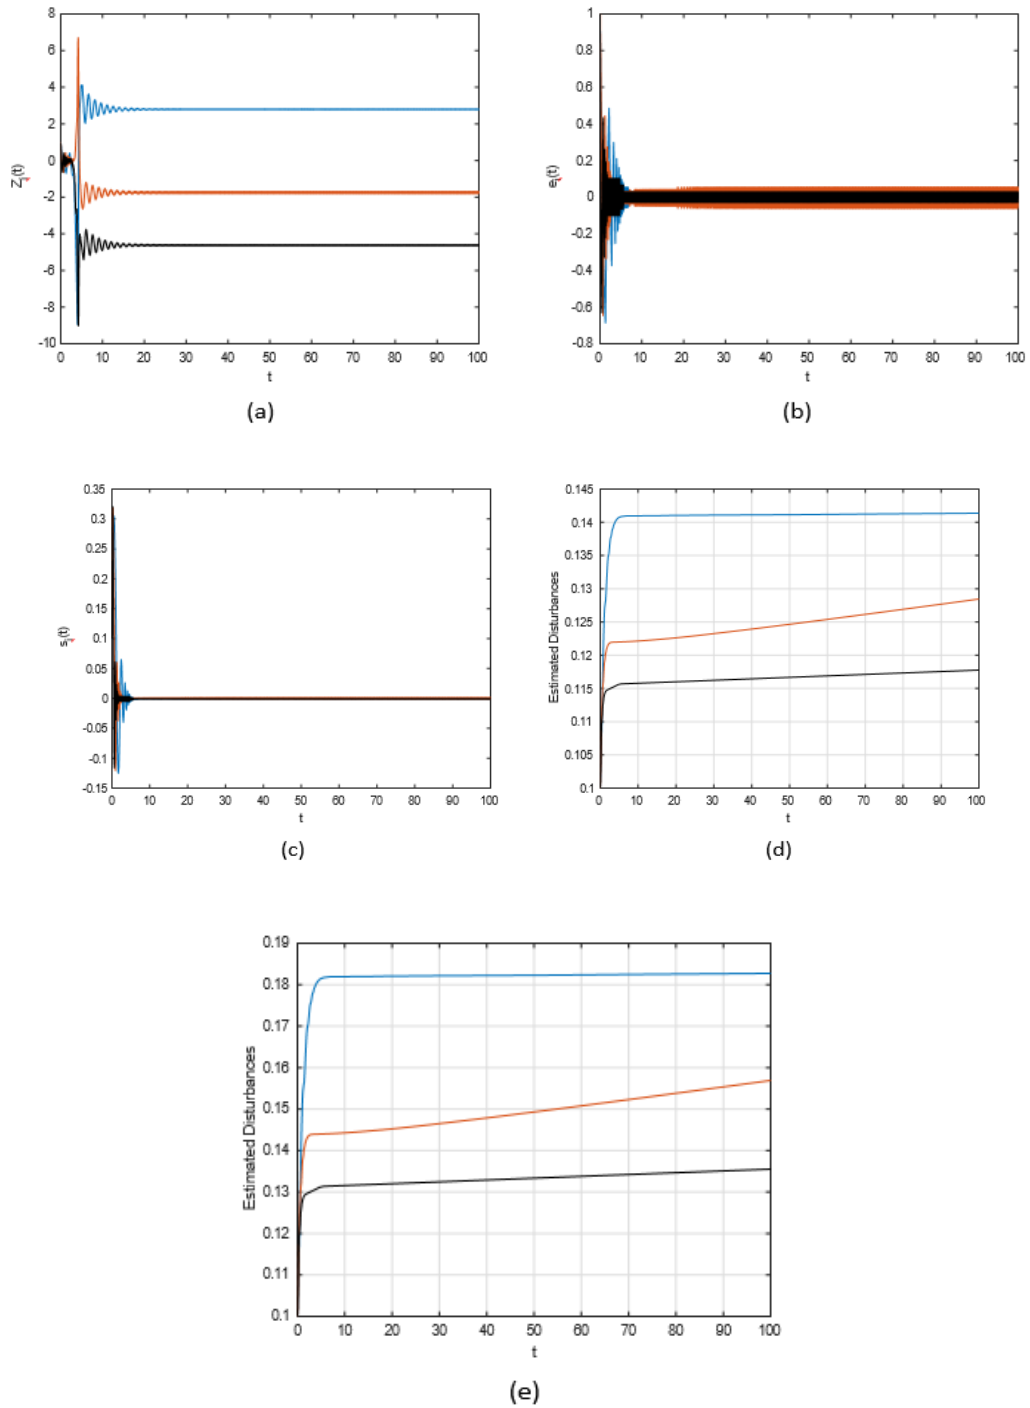 8
6
4
2
0
-2
-4
-6
-8
-10
0 10 20 30 40 50 60 70 80 90 100
Zᵢ(t)
t
(a)
1
0.8
0.6
0.4
0.2
0
-0.2
-0.4
-0.6
-0.8
0 10 20 30 40 50 60 70 80 90 100
eᵢ(t)
t
(b)
0.35
0.3
0.25
0.2
0.15
0.1
0.05
0
-0.05
-0.1
-0.15
0 10 20 30 40 50 60 70 80 90 100
sᵢ(t)
t
(c)
0.145
0.14
0.135
0.13
0.125
0.12
0.115
0.11
0.105
0.1
0 10 20 30 40 50 60 70 80 90 100
Estimated Disturbances
t
(d)
0.19
0.18
0.17
0.16
0.15
0.14
0.13
0.12
0.11
0.1
0 10 20 30 40 50 60 70 80 90 100
Estimated Disturbances
t
(e)